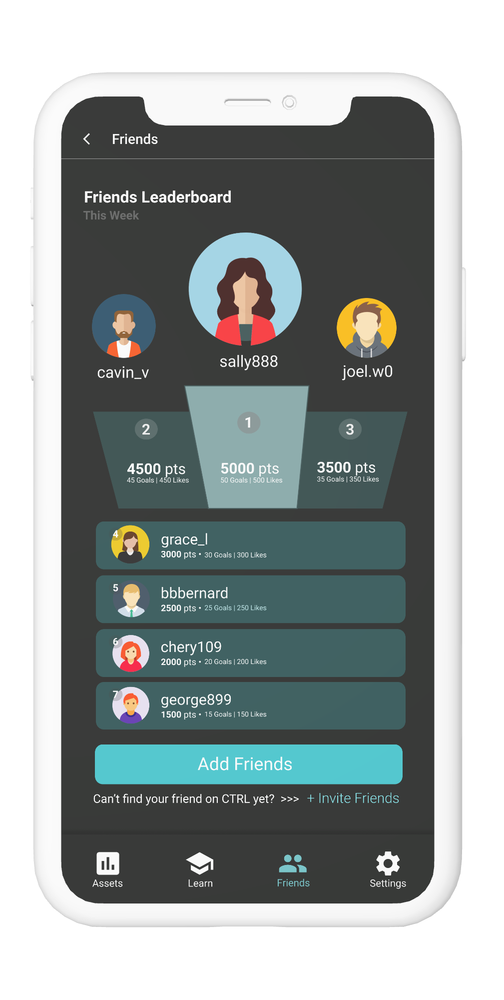 Friends
Friends Leaderboard
This Week
sally888
cavin_v
joel.w0
1
2
3
4500 pts
45 Goals | 450 Likes
5000 pts
50 Goals | 500 Likes
3500 pts
35 Goals | 350 Likes
4
grace_l
3000 pts • 30 Goals | 300 Likes
5
bbbernard
2500 pts • 25 Goals | 250 Likes
6
chery109
2000 pts • 20 Goals | 200 Likes
7
george899
1500 pts • 15 Goals | 150 Likes
Add Friends
Can't find your friend on CTRL yet? >>> + Invite Friends
Assets
Learn
Friends
Settings